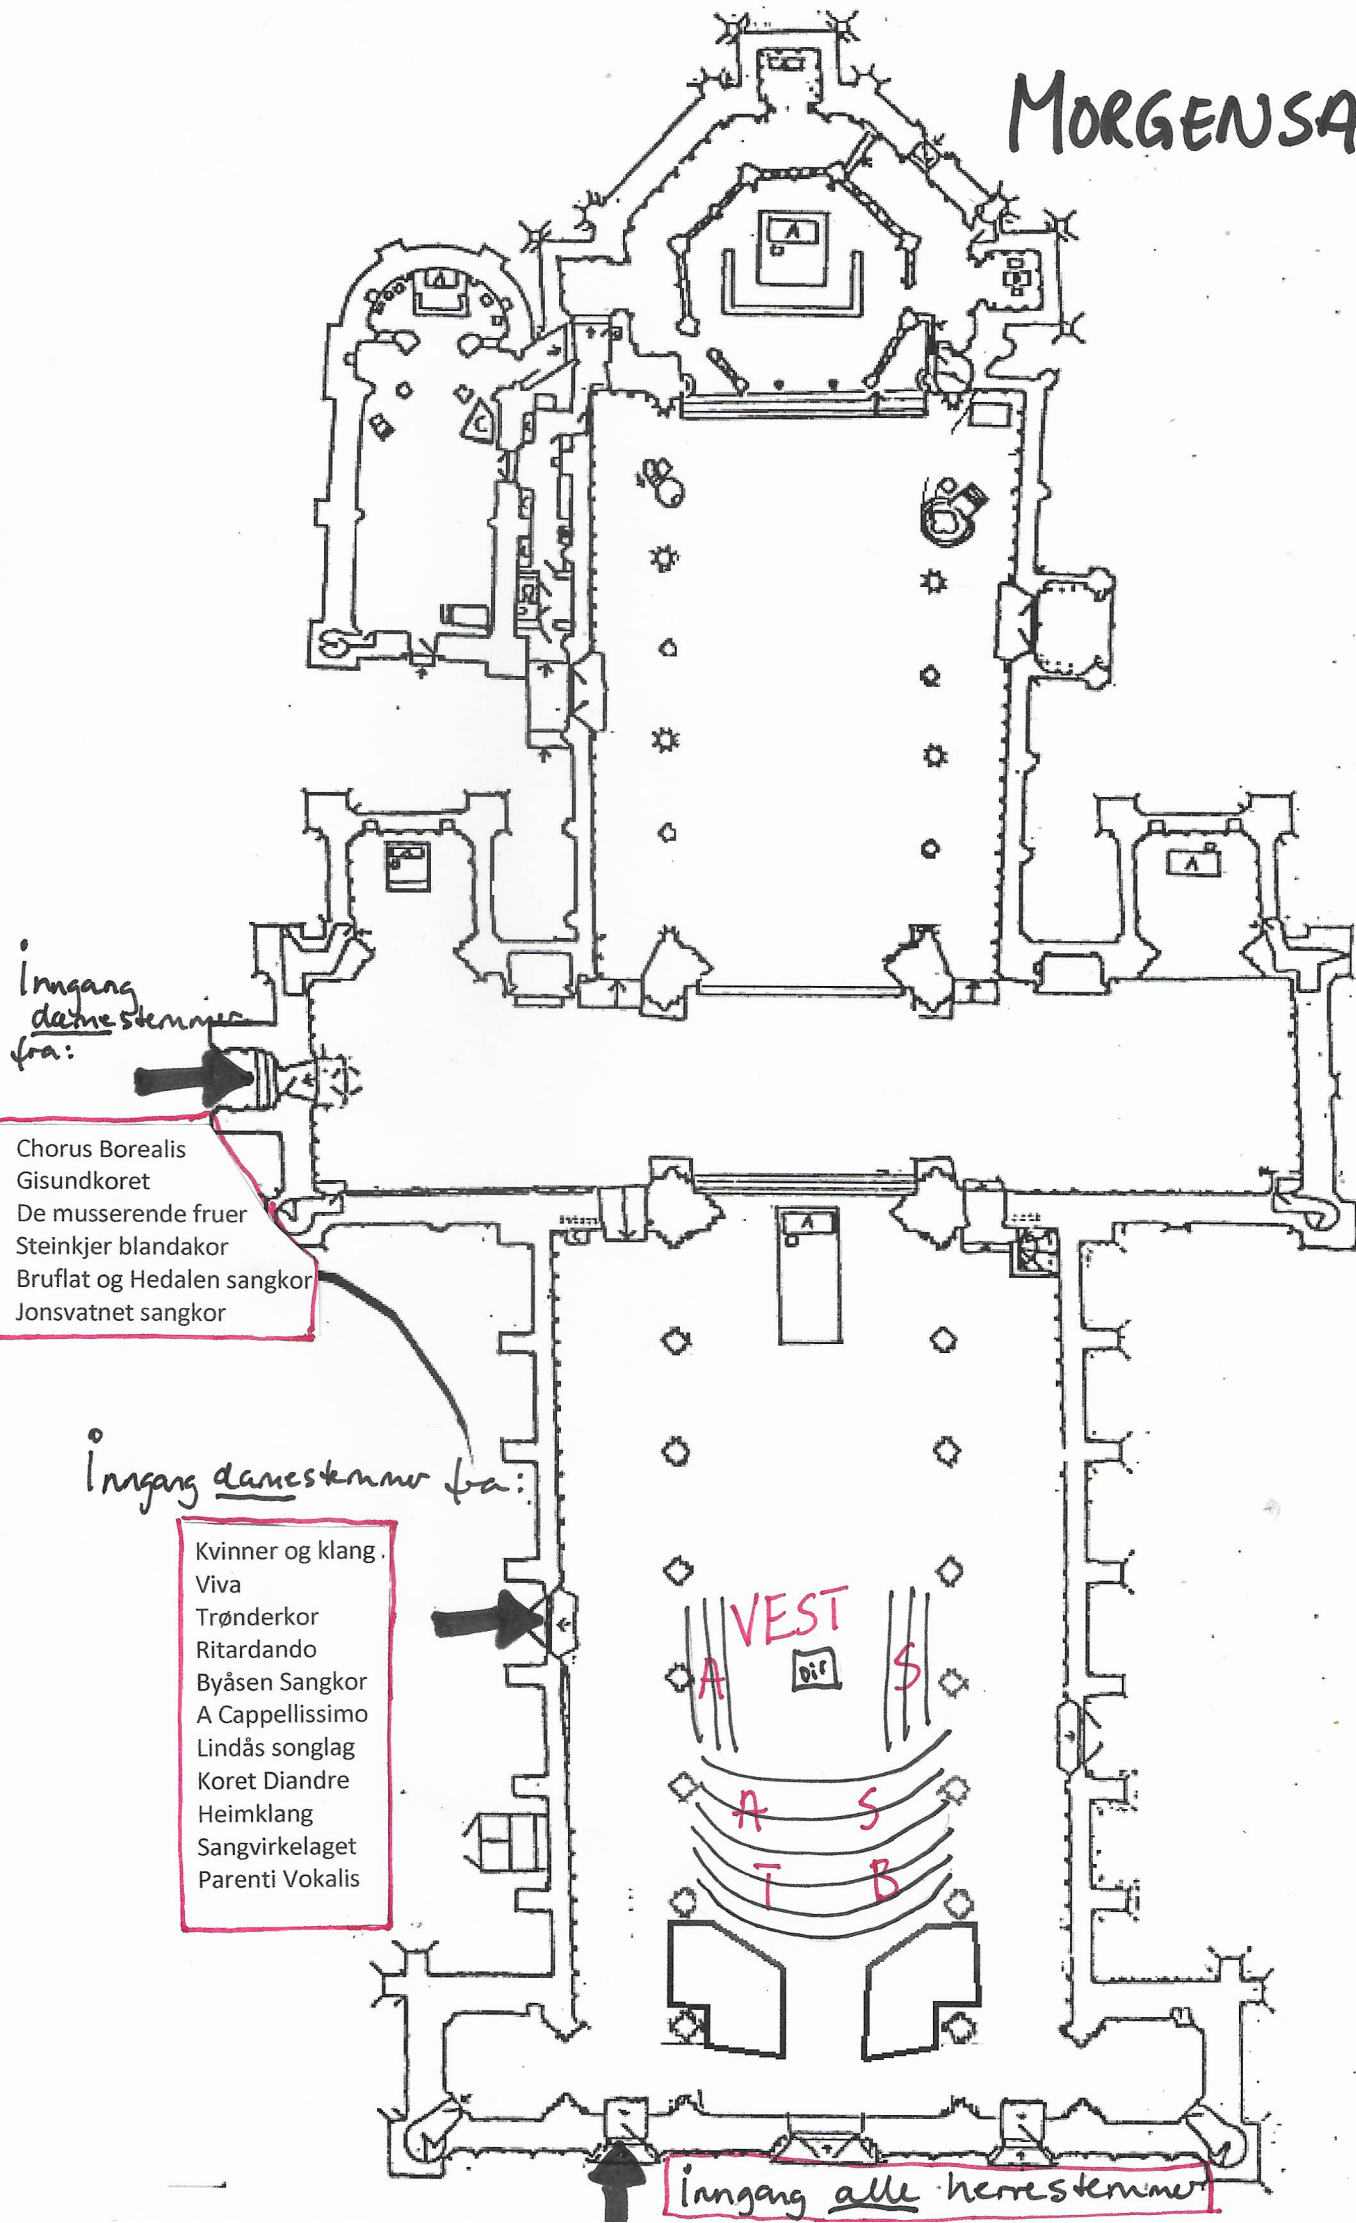 MORGENSA
A
A
A
C
A
A
A
Inngang
damestemmer
fra:
Chorus Borealis
Gisundkoret
De musserende fruer
Steinkjer blandakor
Bruflat og Hedalen sangkor
Jonsvatnet sangkor
A
Inngang damestemmer fra:
Kvinner og klang
Viva
Trønderkor
Ritardando
Byåsen Sangkor
A Cappellissimo
Lindås songlag
Koret Diandre
Heimklang
Sangvirkelaget
Parenti Vokalis
VEST
A Dir S
A S
T B
Inngang alle herrestemmer